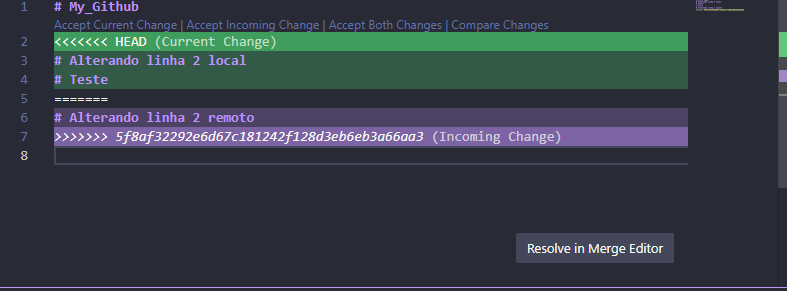 1 # My_Github
Accept Current Change | Accept Incoming Change | Accept Both Changes | Compare Changes
2 <<<<<<< HEAD (Current Change)
3 # Alterando linha 2 local
4 # Teste
5 =======
6 # Alterando linha 2 remoto
7 >>>>>>> 5f8af32292e6d67c181242f128d3eb6eb3a66aa3 (Incoming Change)
8
Resolve in Merge Editor